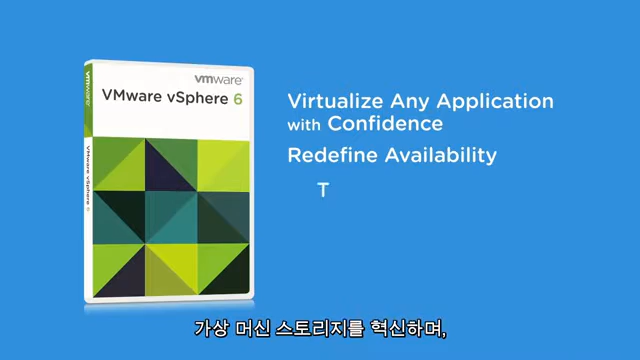 vmware
VMware vSphere 6
VMware vSphere 6
Virtualize Any Application
with Confidence
Redefine Availability
T
가상 머신 스토리지를 혁신하며,